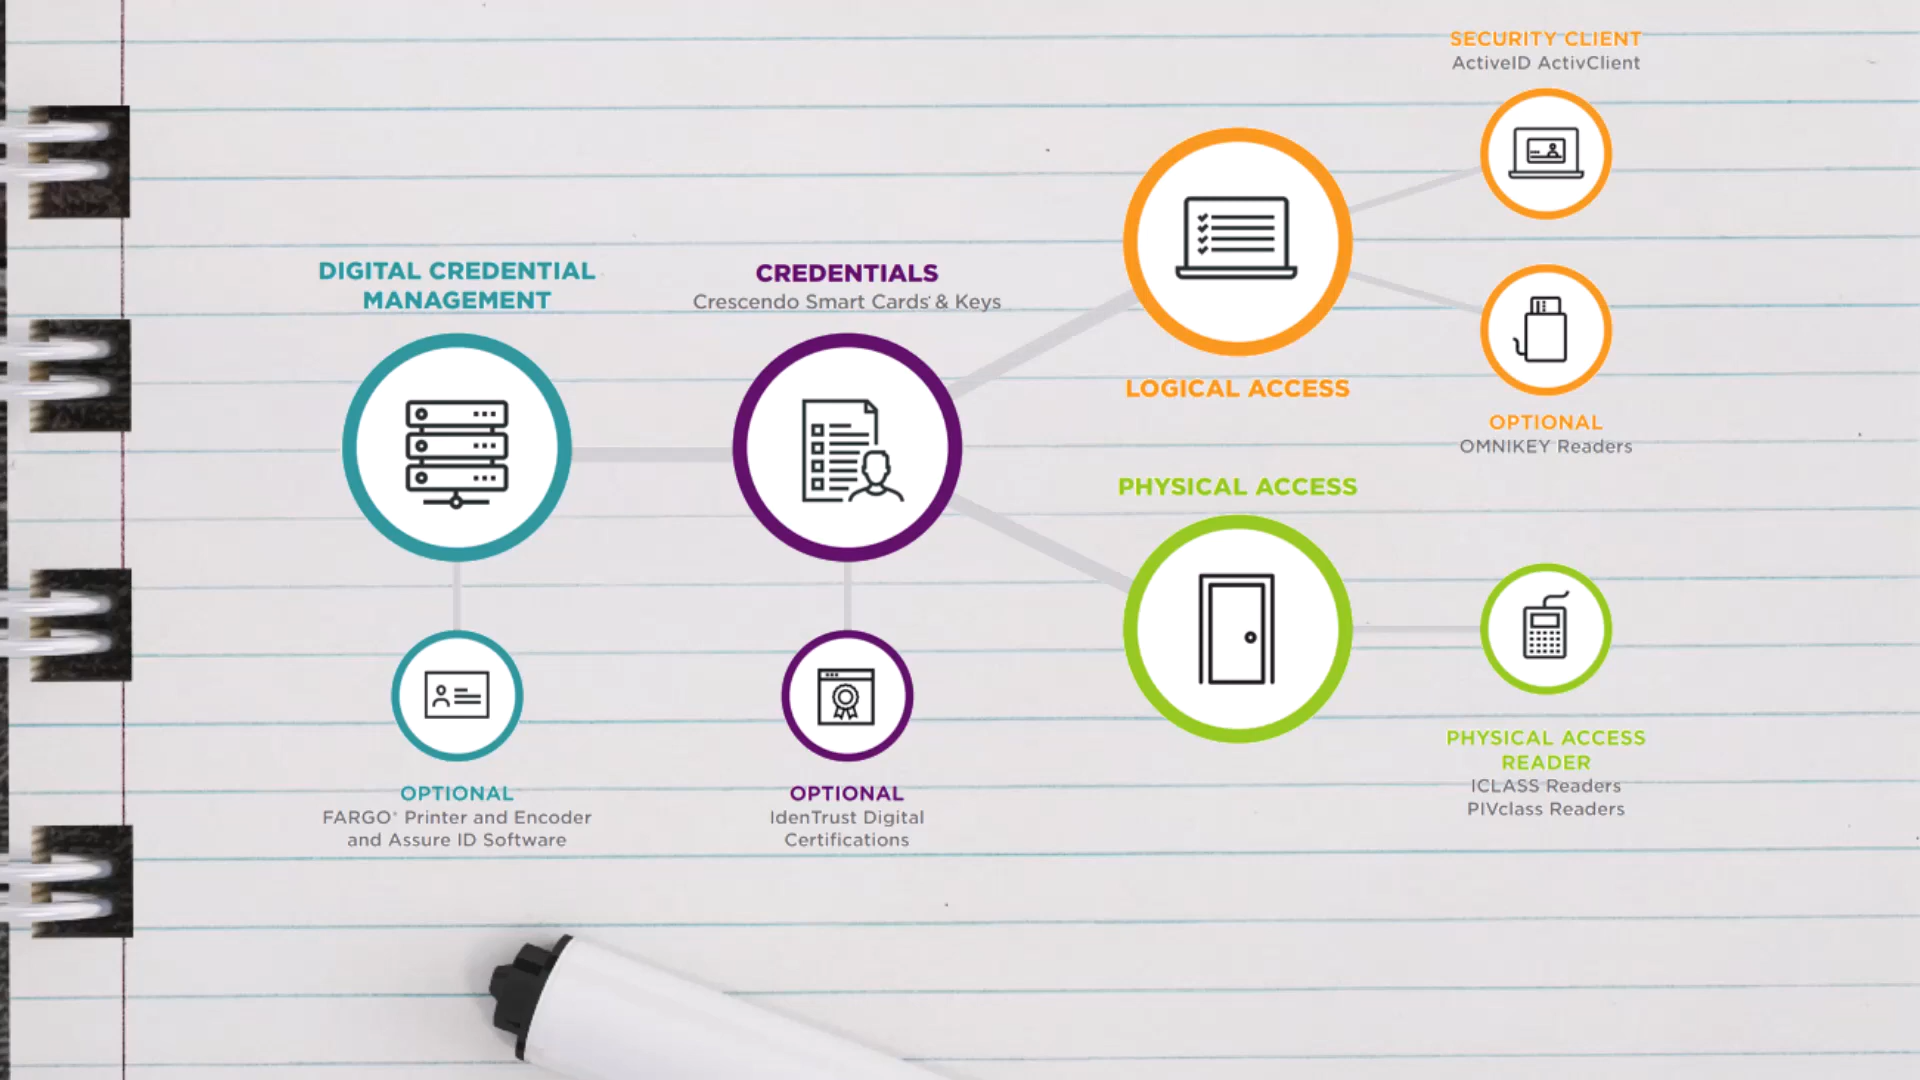 SECURITY CLIENT
ActiveID ActivClient
DIGITAL CREDENTIAL
MANAGEMENT
CREDENTIALS
Crescendo Smart Cards & Keys
LOGICAL ACCESS
OPTIONAL
OMNIKEY Readers
PHYSICAL ACCESS
PHYSICAL ACCESS
READER
ICLASS Readers
PIVclass Readers
OPTIONAL
FARGO® Printer and Encoder
and Assure ID Software
OPTIONAL
IdenTrust Digital
Certifications